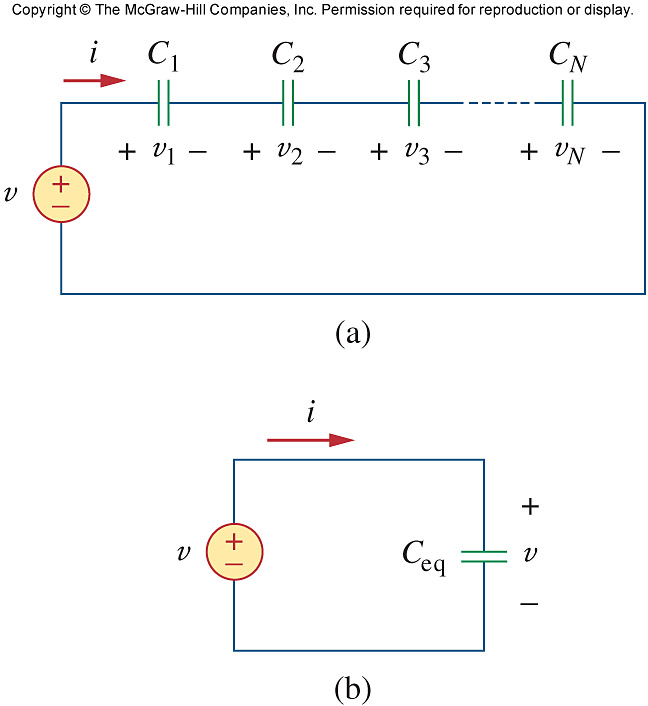 Copyright © The McGraw-Hill Companies, Inc. Permission required for reproduction or display.
i C1 C2 C3 CN
+ v1 − + v2 − + v3 − + vN −
v + −
(a)
i
+
v + − Ceq v
−
(b)